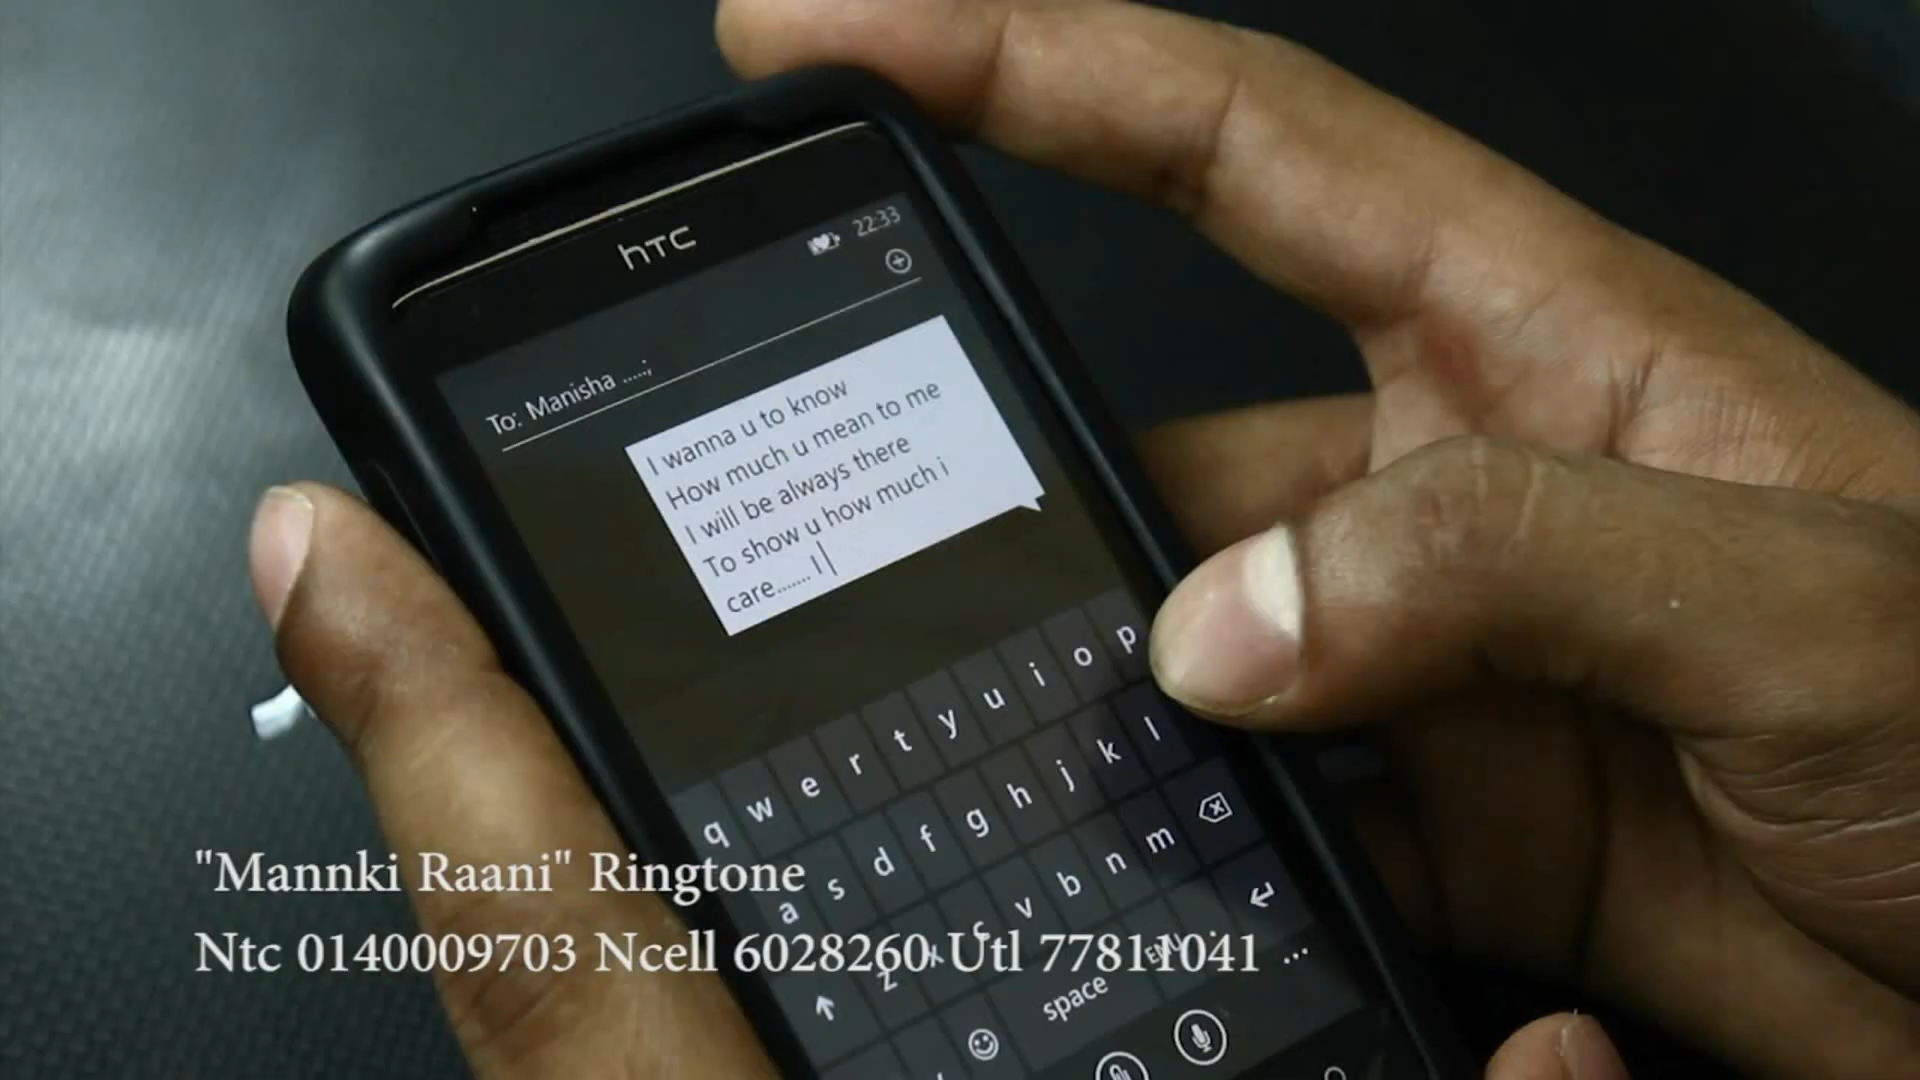 hTC
22:33
To: Manisha .....;
I wanna u to know
How much u mean to me
I will be always there
To show u how much i
care....... I
q w e r t y u i o p
a s d f g h j k l
z x c v b n m
space
"Mannki Raani" Ringtone
Ntc 0140009703 Ncell 6028260 Utl 77811041